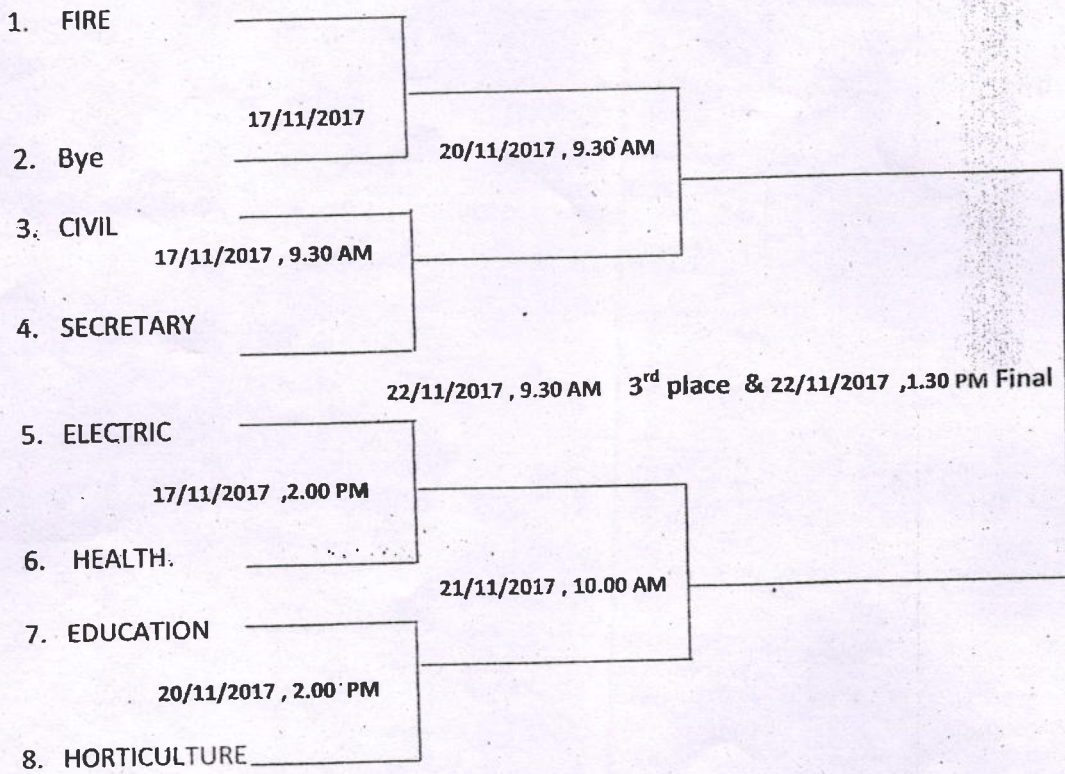 1. FIRE
17/11/2017
2. Bye
20/11/2017 , 9.30 AM
3. CIVIL
17/11/2017 , 9.30 AM
4. SECRETARY
22/11/2017 , 9.30 AM 3rd place & 22/11/2017 ,1.30 PM Final
5. ELECTRIC
17/11/2017 ,2.00 PM
6. HEALTH.
21/11/2017 , 10.00 AM
7. EDUCATION
20/11/2017 , 2.00 PM
8. HORTICULTURE